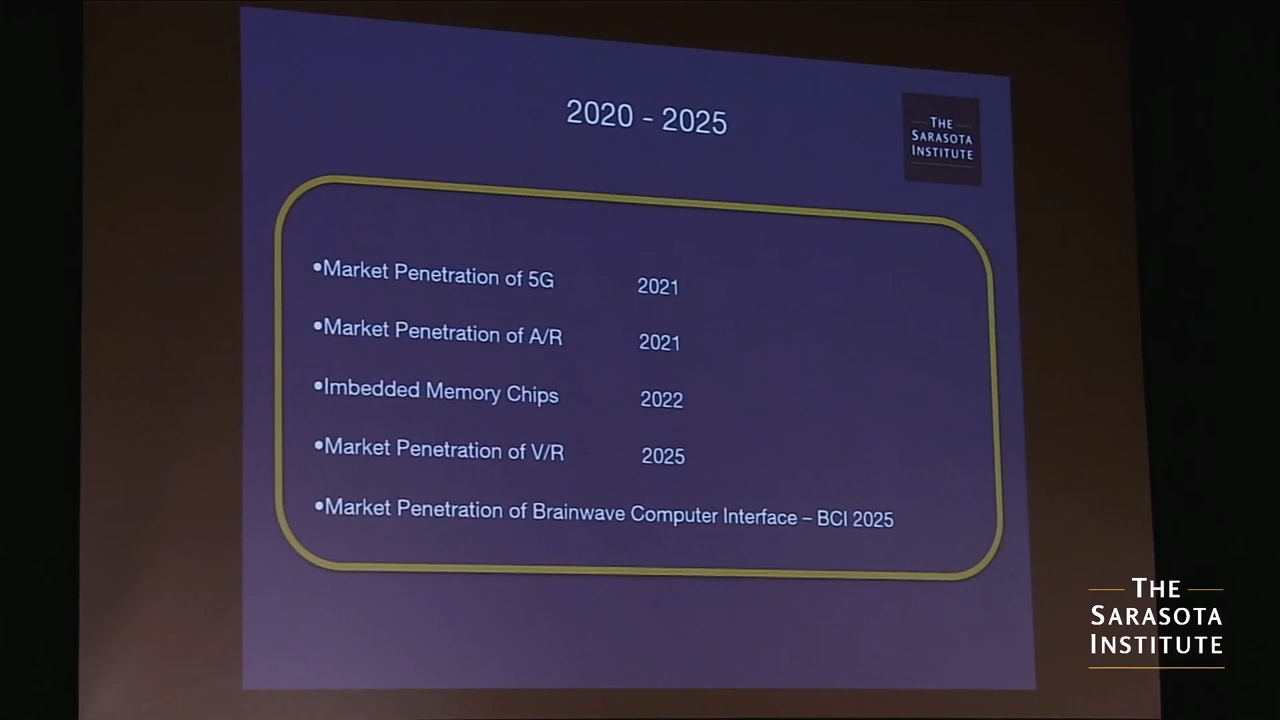 2020 - 2025
THE
SARASOTA
INSTITUTE
•Market Penetration of 5G 2021
•Market Penetration of A/R 2021
•Imbedded Memory Chips 2022
•Market Penetration of V/R 2025
•Market Penetration of Brainwave Computer Interface – BCI 2025
THE
SARASOTA
INSTITUTE